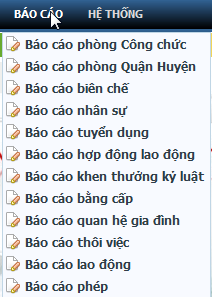 BÁO CÁO HỆ THỐNG
Báo cáo phòng Công chức
Báo cáo phòng Quận Huyện
Báo cáo biên chế
Báo cáo nhân sự
Báo cáo tuyển dụng
Báo cáo hợp động lao động
Báo cáo khen thưởng kỷ luật
Báo cáo bằng cấp
Báo cáo quan hệ gia đình
Báo cáo thôi việc
Báo cáo lao động
Báo cáo phép